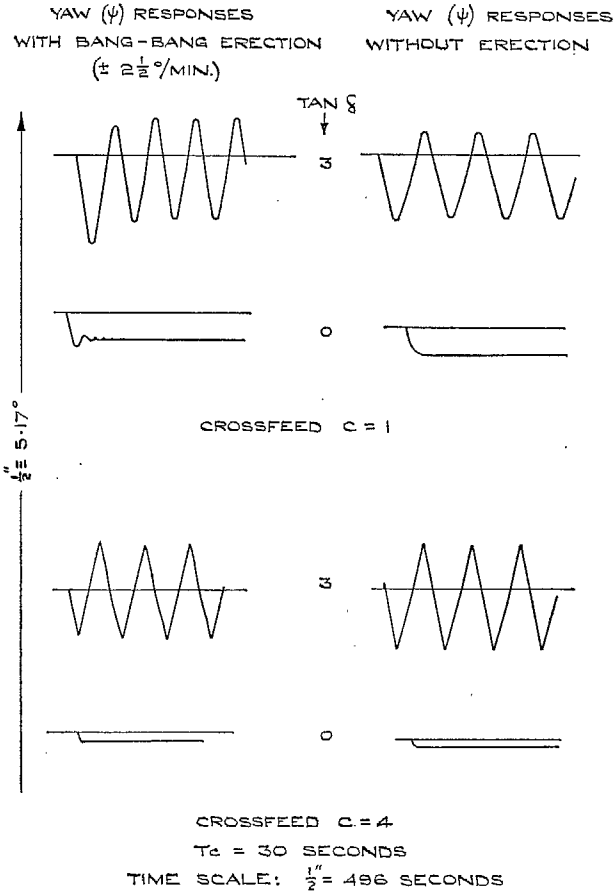 YAW (ψ) RESPONSES
WITH BANG-BANG ERECTION
(± 2½°/MIN.)
YAW (ψ) RESPONSES
WITHOUT ERECTION
TAN δ
3
0
CROSSFEED C = 1
½" = 5·17°
3
0
CROSSFEED C = 4
Tc = 30 SECONDS
TIME SCALE: ½" = 496 SECONDS